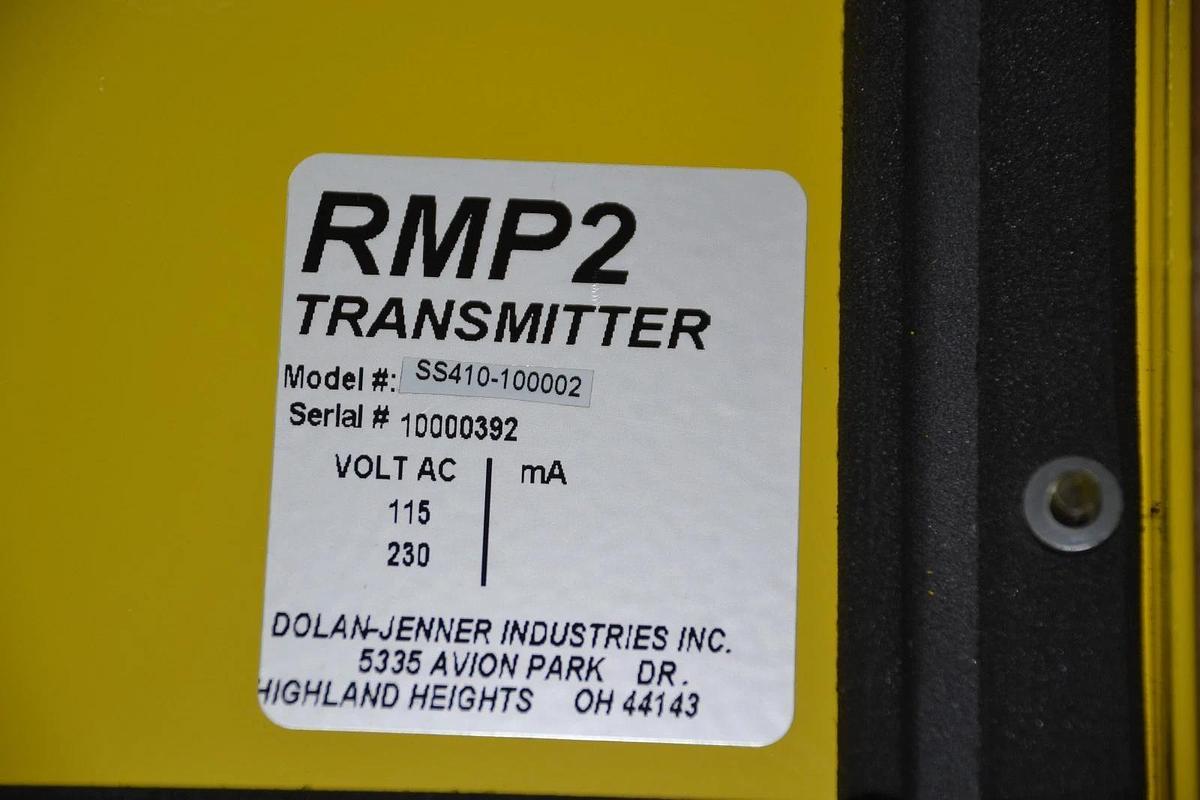 RMP2
TRANSMITTER
Model #: SS410-100002
Serial # 10000392
VOLT AC | mA
115
230
DOLAN-JENNER INDUSTRIES INC.
5335 AVION PARK DR.
HIGHLAND HEIGHTS OH 44143